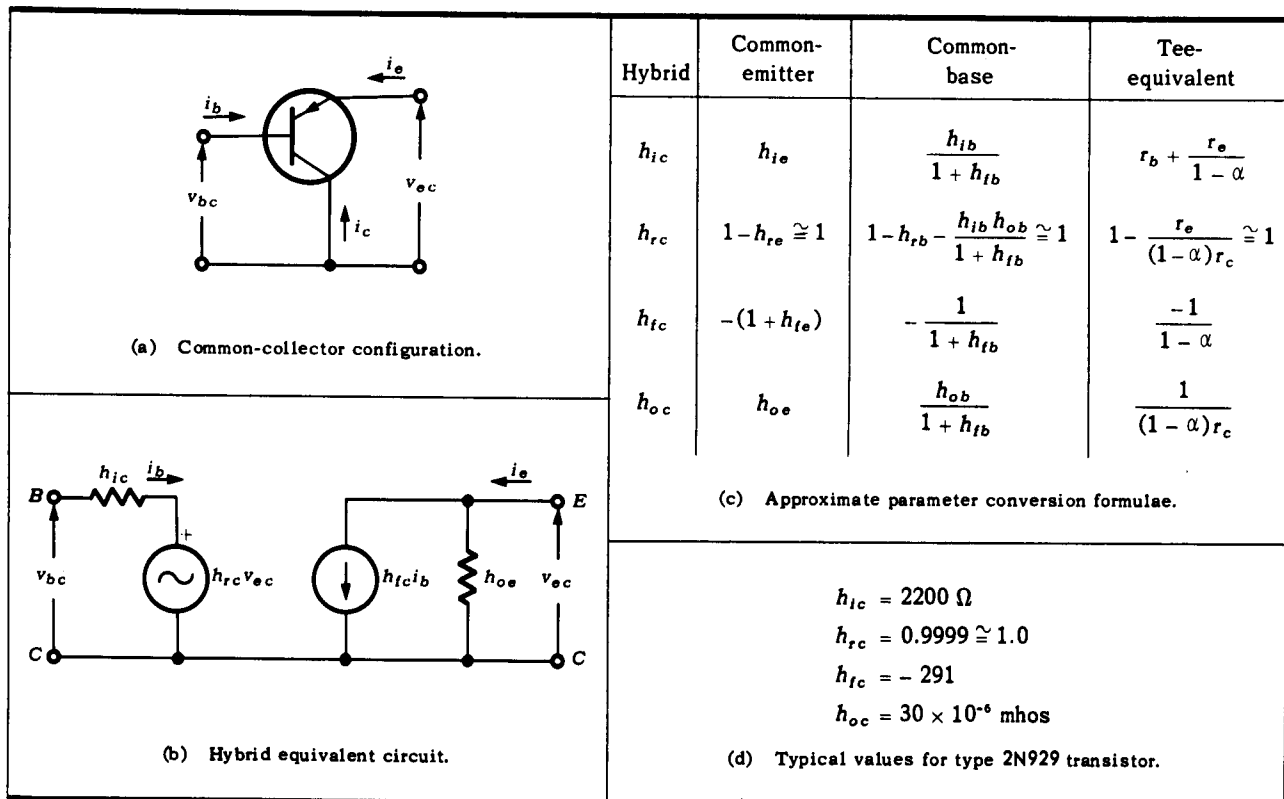 i_b
i_e
v_bc
v_ec
i_c
(a) Common-collector configuration.
Hybrid Common-emitter Common-base Tee-equivalent
h_ic h_ie h_ib / (1 + h_fb) r_b + r_e / (1 - α)
h_rc 1 - h_re ≅ 1 1 - h_rb - h_ib h_ob / (1 + h_fb) ≅ 1 1 - r_e / ((1 - α) r_c) ≅ 1
h_fc -(1 + h_fe) - 1 / (1 + h_fb) -1 / (1 - α)
h_oc h_oe h_ob / (1 + h_fb) 1 / ((1 - α) r_c)
(c) Approximate parameter conversion formulae.
h_ic i_b i_e
B E
+
v_bc h_rc v_ec h_fc i_b h_oe v_ec
C C
(b) Hybrid equivalent circuit.
h_ic = 2200 Ω
h_rc = 0.9999 ≅ 1.0
h_fc = - 291
h_oc = 30 × 10⁻⁶ mhos
(d) Typical values for type 2N929 transistor.